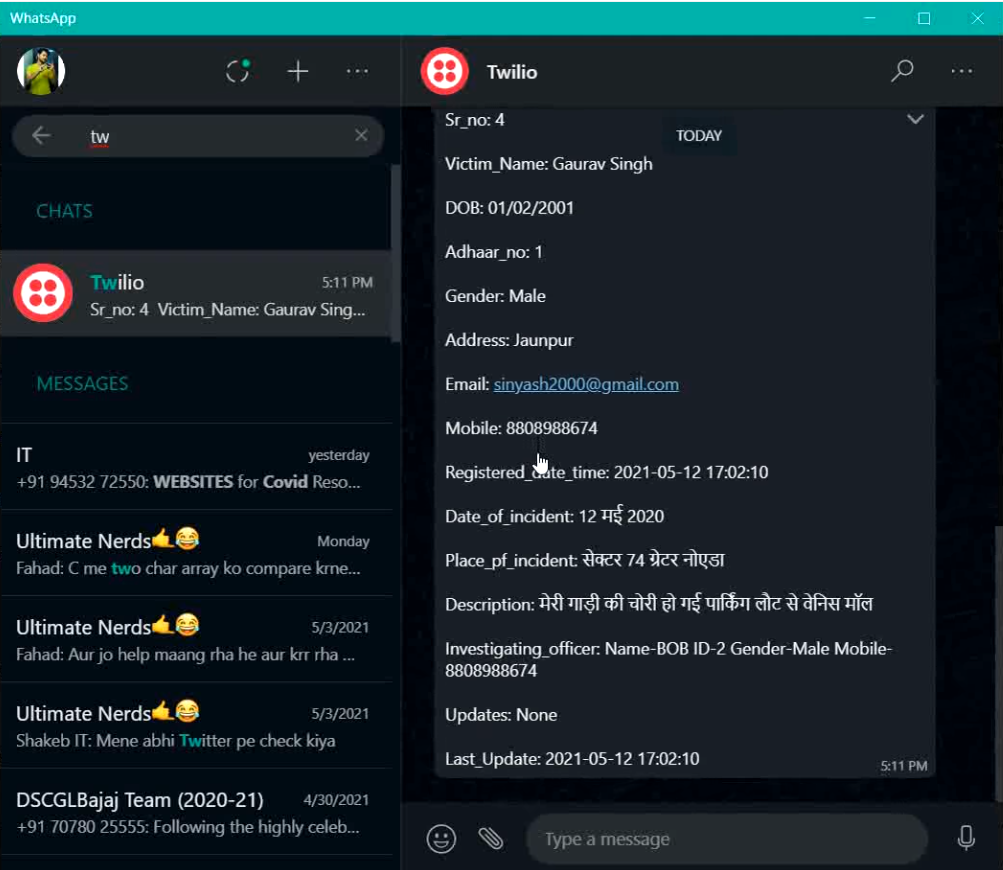 WhatsApp
tw
CHATS
Twilio
5:11 PM
Sr_no: 4 Victim_Name: Gaurav Sing...
MESSAGES
IT
yesterday
+91 94532 72550: WEBSITES for Covid Reso...
Ultimate Nerds🤙😂
Monday
Fahad: C me two char array ko compare krne...
Ultimate Nerds🤙😂
5/3/2021
Fahad: Aur jo help maang rha he aur krr rha ...
Ultimate Nerds🤙😂
5/3/2021
Shakeb IT: Mene abhi Twitter pe check kiya
DSCGLBajaj Team (2020-21)
4/30/2021
+91 70780 25555: Following the highly celeb...
Twilio
TODAY
Sr_no: 4
Victim_Name: Gaurav Singh
DOB: 01/02/2001
Adhaar_no: 1
Gender: Male
Address: Jaunpur
Email: sinyash2000@gmail.com
Mobile: 8808988674
Registered_date_time: 2021-05-12 17:02:10
Date_of_incident: 12 मई 2020
Place_pf_incident: सेक्टर 74 ग्रेटर नोएडा
Description: मेरी गाड़ी की चोरी हो गई पार्किंग लौट से वेनिस मॉल
Investigating_officer: Name-BOB ID-2 Gender-Male Mobile-
8808988674
Updates: None
Last_Update: 2021-05-12 17:02:10
5:11 PM
Type a message